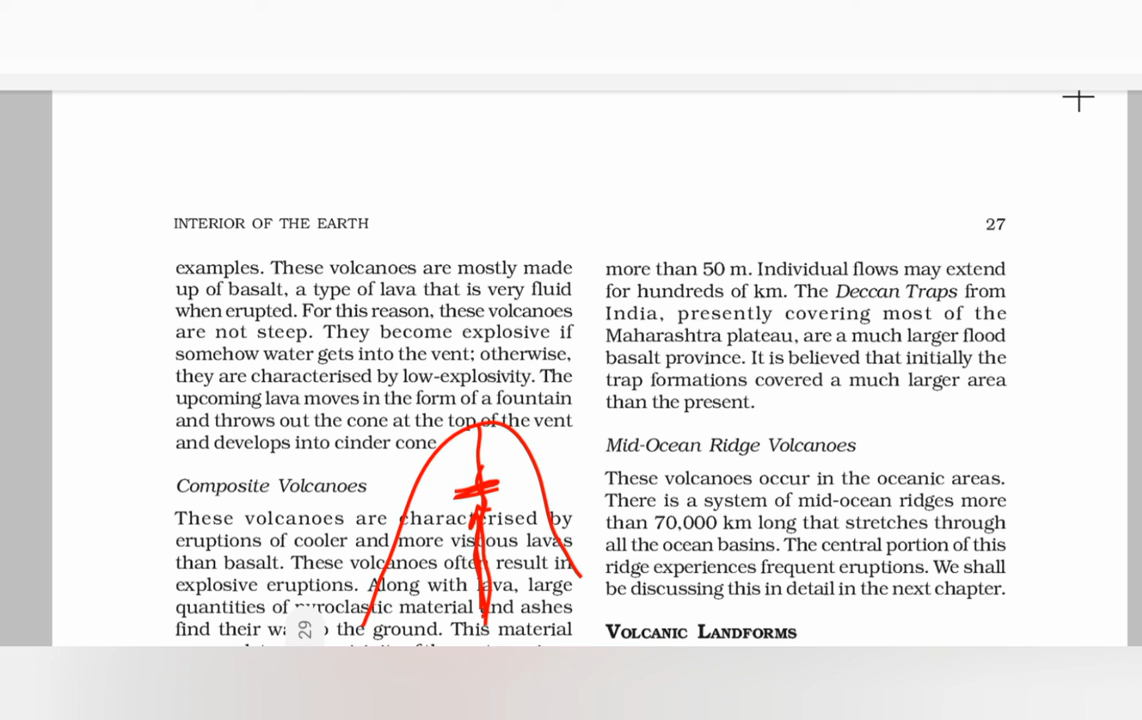 INTERIOR OF THE EARTH
27
examples. These volcanoes are mostly made
up of basalt, a type of lava that is very fluid
when erupted. For this reason, these volcanoes
are not steep. They become explosive if
somehow water gets into the vent; otherwise,
they are characterised by low-explosivity. The
upcoming lava moves in the form of a fountain
and throws out the cone at the top of the vent
and develops into cinder cone
Composite Volcanoes
These volcanoes are characterised by
eruptions of cooler and more viscous lavas
than basalt. These volcanoes often result in
explosive eruptions. Along with lava, large
quantities of pyroclastic material and ashes
find their the ground. This material
more than 50 m. Individual flows may extend
for hundreds of km. The Deccan Traps from
India, presently covering most of the
Maharashtra plateau, are a much larger flood
basalt province. It is believed that initially the
trap formations covered a much larger area
than the present.
Mid-Ocean Ridge Volcanoes
These volcanoes occur in the oceanic areas.
There is a system of mid-ocean ridges more
than 70,000 km long that stretches through
all the ocean basins. The central portion of this
ridge experiences frequent eruptions. We shall
be discussing this in detail in the next chapter.
VOLCANIC LANDFORMS
29